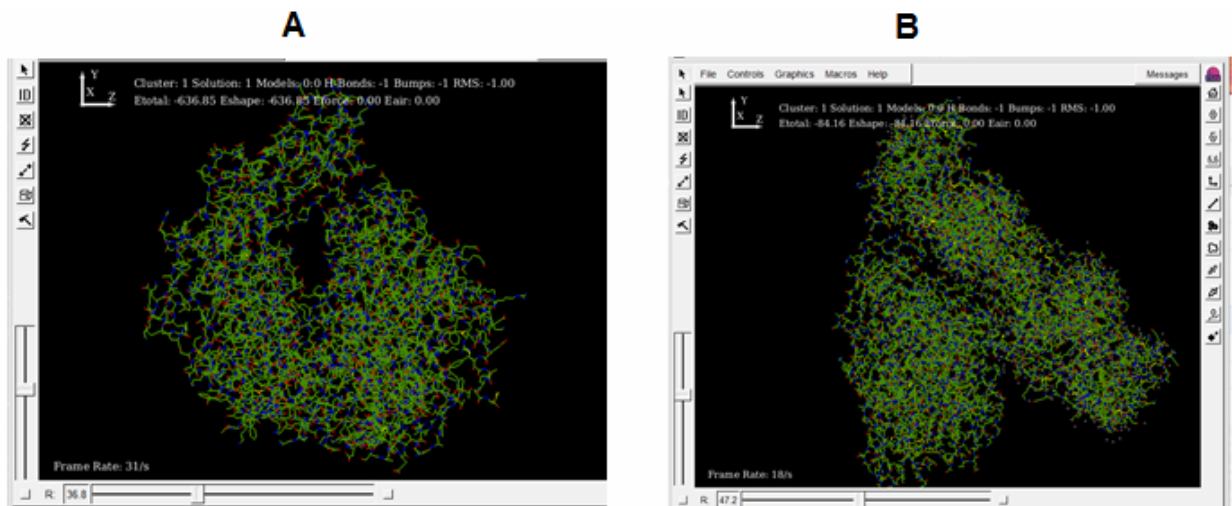 A
B
ID
Y
X
Z
Cluster: 1 Solution: 1 Models: 0:0 H Bonds: -1 Bumps: -1 RMS: -1.00
Etotal: -636.85 Eshape: -636.85 Eforce: 0.00 Eair: 0.00
Frame Rate: 31/s
R: 36.8
File Controls Graphics Macros Help
Messages
ID
Y
X
Z
Cluster: 1 Solution: 1 Models: 0:0 H Bonds: -1 Bumps: -1 RMS: -1.00
Etotal: -84.16 Eshape: -84.16 Eforce: 0.00 Eair: 0.00
Frame Rate: 18/s
R: 47.2